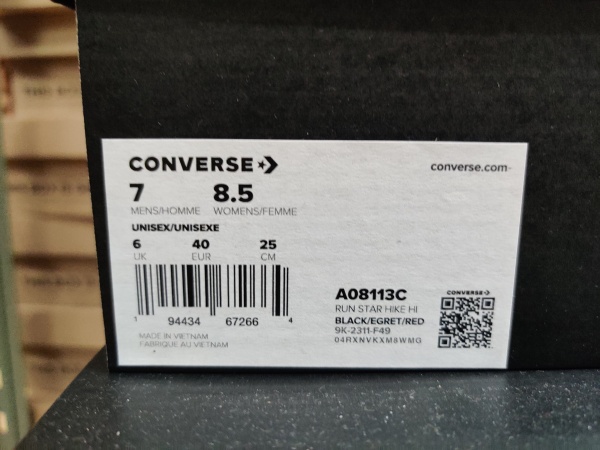 CONVERSE
converse.com
7 8.5
MENS/HOMME WOMENS/FEMME
UNISEX/UNISEXE
6 40 25
UK EUR CM
1 94434 67266 4
A08113C
RUN STAR HIKE HI
BLACK/EGRET/RED
9K-2311-F49
04RXNVKXM8WMG
CONVERSE
MADE IN VIETNAM
FABRIQUÉ AU VIETNAM